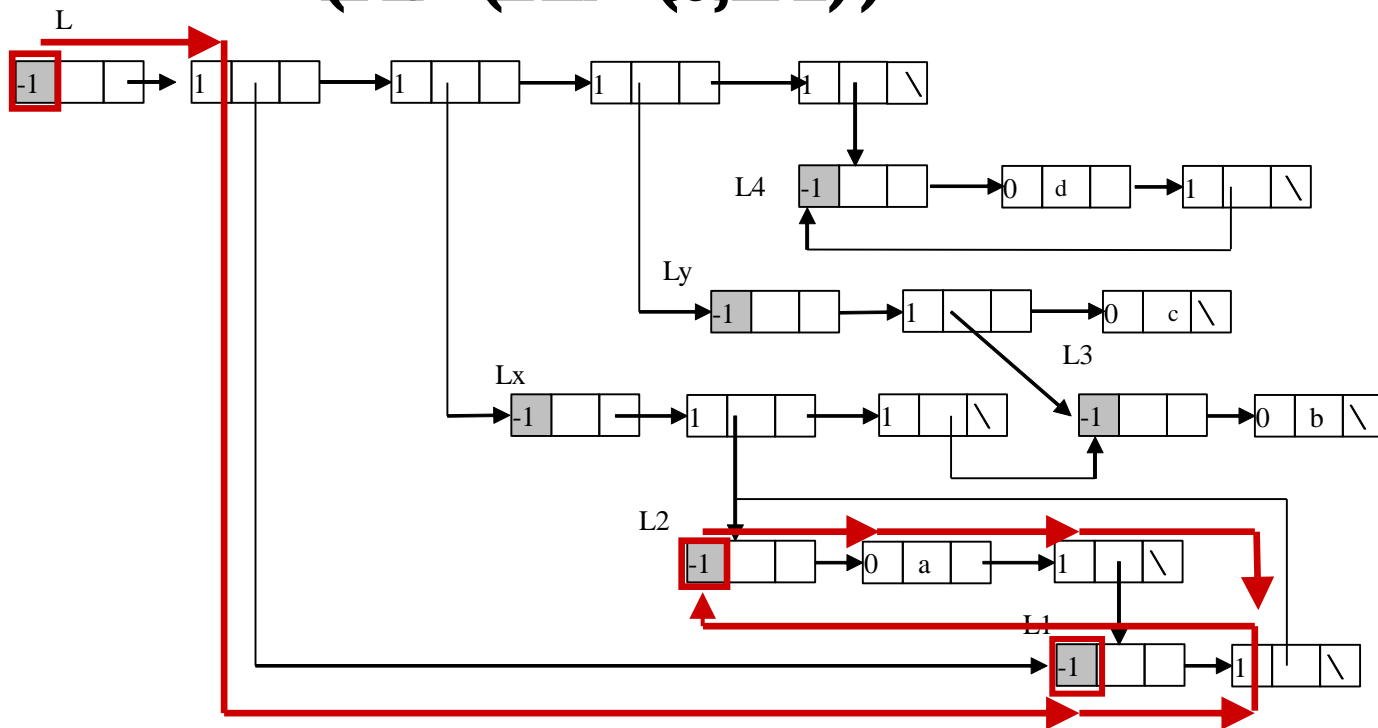 L
-1 1 1 1 1 \
L4 -1 0 d 1 \
Ly
-1 1 0 c \
L3
Lx
-1 1 1 \ -1 0 b \
L2
-1 0 a 1 \
L1
-1 1 \